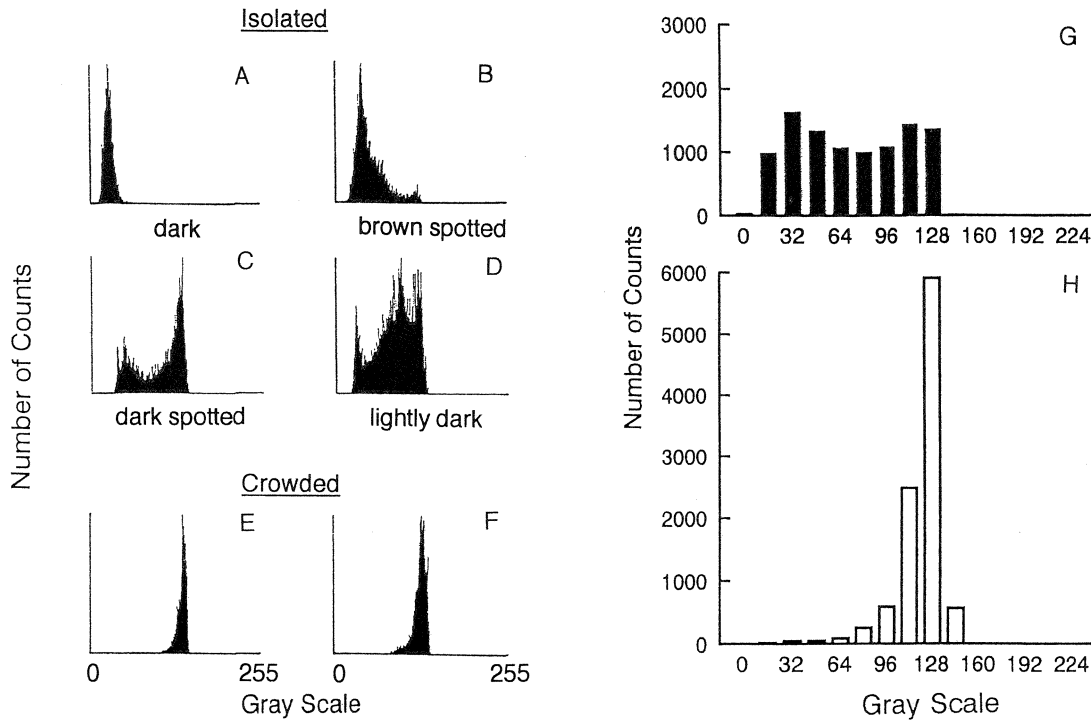 Isolated
A
B
dark
brown spotted
C
D
dark spotted
lightly dark
Number of Counts
Crowded
E
F
0 255 0 255
Gray Scale
G
3000
2000
1000
0
0 32 64 96 128 160 192 224
H
6000
5000
4000
3000
2000
1000
0
Number of Counts
0 32 64 96 128 160 192 224
Gray Scale